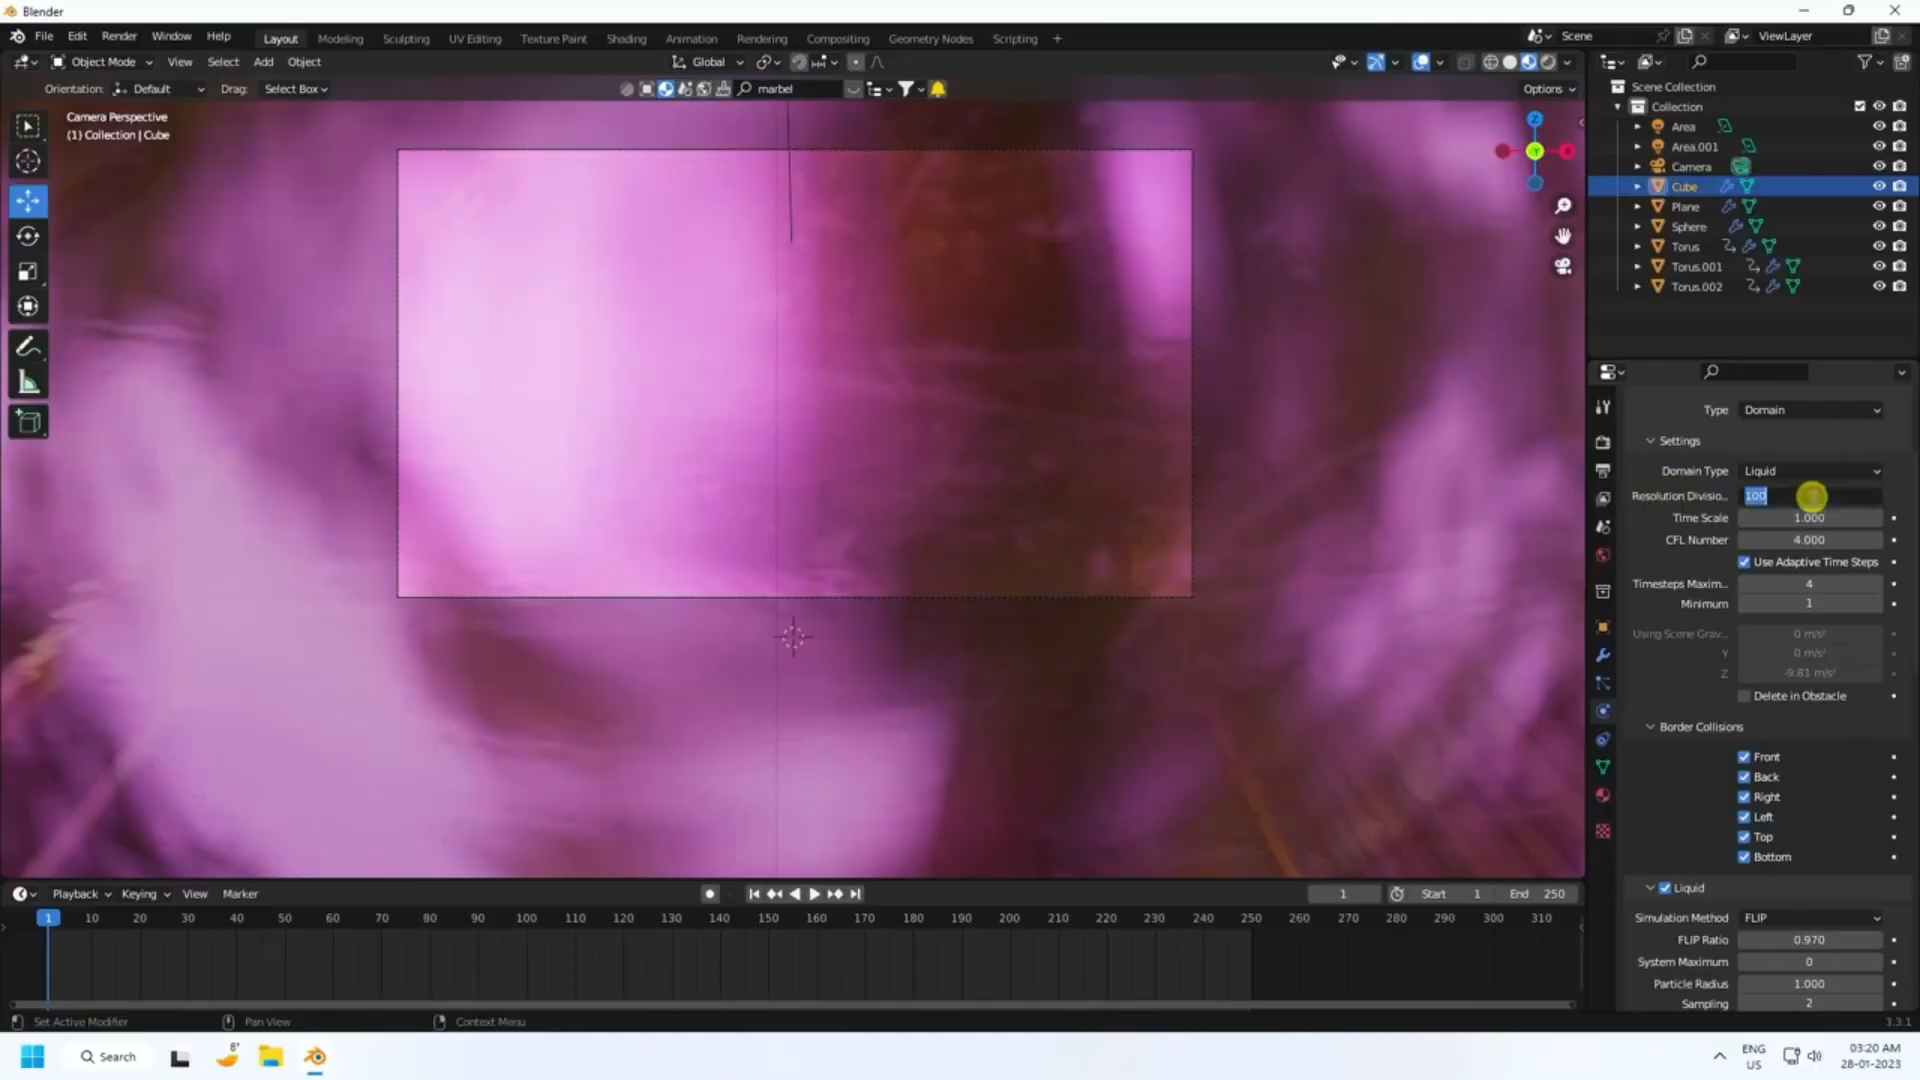 Blender
File Edit Render Window Help
Layout Modeling Sculpting UV Editing Texture Paint Shading Animation Rendering Compositing Geometry Nodes Scripting +
Scene
ViewLayer
Object Mode View Select Add Object
Global
Orientation: Default Drag: Select Box
marbel
Options
Camera Perspective
(1) Collection | Cube
Z
Y
X
Scene Collection
Collection
Area
Area.001
Camera
Cube
Plane
Sphere
Torus
Torus.001
Torus.002
Type Domain
Settings
Domain Type Liquid
Resolution Divisio... 100
Time Scale 1.000
CFL Number 4.000
Use Adaptive Time Steps
Timesteps Maxim... 4
Minimum 1
Using Scene Grav... 0 m/s²
Y 0 m/s²
Z -9.81 m/s²
Delete in Obstacle
Border Collisions
Front
Back
Right
Left
Top
Bottom
Liquid
Simulation Method FLIP
FLIP Ratio 0.970
System Maximum 0
Particle Radius 1.000
Sampling 2
Playback Keying View Marker
1 Start 1 End 250
1 10 20 30 40 50 60 70 80 90 100 110 120 130 140 150 160 170 180 190 200 210 220 230 240 250 260 270 280 290 300 310
Set Active Modifier Pan View Context Menu
3.3.1
Search
8°
ENG
US
03:20 AM
28-01-2023